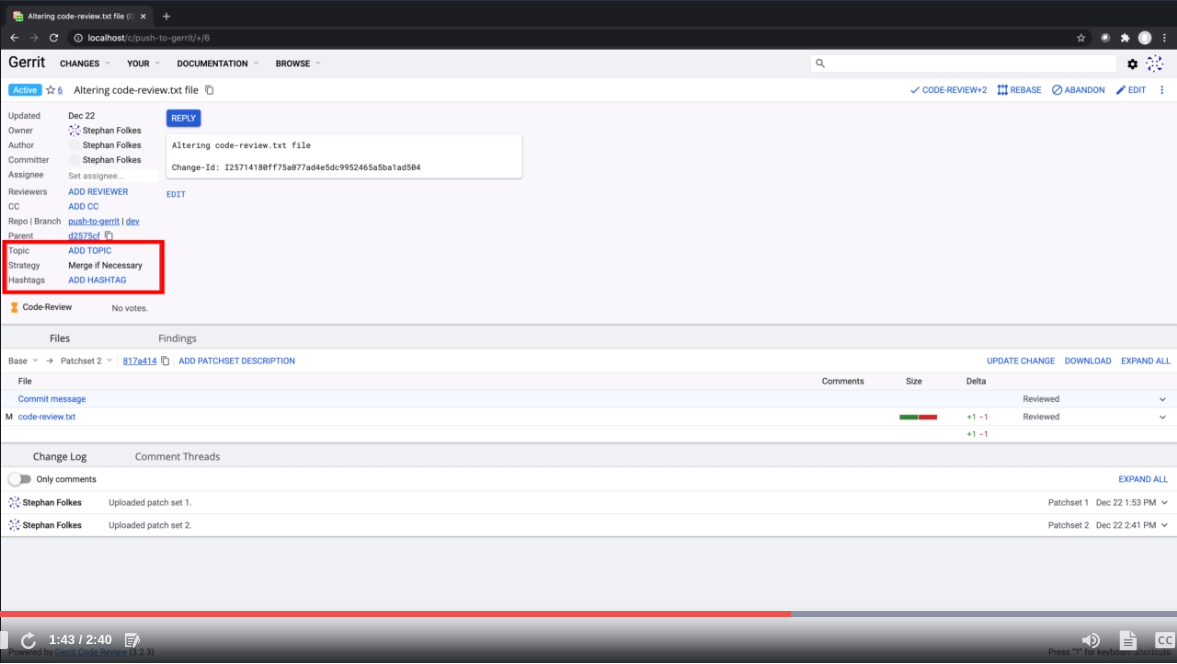 Altering code-review.txt file (
localhost/c/push-to-gerrit/+/6
Gerrit CHANGES YOUR DOCUMENTATION BROWSE
Active 6 Altering code-review.txt file CODE-REVIEW+2 REBASE ABANDON EDIT
Updated Dec 22 REPLY
Owner Stephan Folkes
Author Stephan Folkes
Committer Stephan Folkes
Assignee Set assignee...
Altering code-review.txt file
Change-Id: I25714180ff75a077ad4e5dc9952465a5ba1ad504
EDIT
Reviewers ADD REVIEWER
CC ADD CC
Repo | Branch push-to-gerrit | dev
Parent d2575cf
Topic ADD TOPIC
Strategy Merge if Necessary
Hashtags ADD HASHTAG
Code-Review No votes.
Files Findings
Base → Patchset 2 817a414 ADD PATCHSET DESCRIPTION UPDATE CHANGE DOWNLOAD EXPAND ALL
File Comments Size Delta
Commit message Reviewed
M code-review.txt +1 -1 Reviewed
+1 -1
Change Log Comment Threads
Only comments EXPAND ALL
Stephan Folkes Uploaded patch set 1. Patchset 1 Dec 22 1:53 PM
Stephan Folkes Uploaded patch set 2. Patchset 2 Dec 22 2:41 PM
1:43 / 2:40 CC
Powered by Gerrit Code Review (3.2.3) Press "?" for keyboard shortcuts